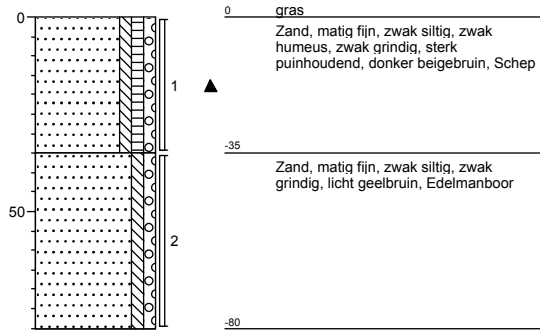 0
0
gras
Zand, matig fijn, zwak siltig, zwak
humeus, zwak grindig, sterk
puinhoudend, donker beigebruin, Schep
1
-35
Zand, matig fijn, zwak siltig, zwak
grindig, licht geelbruin, Edelmanboor
50
2
-80